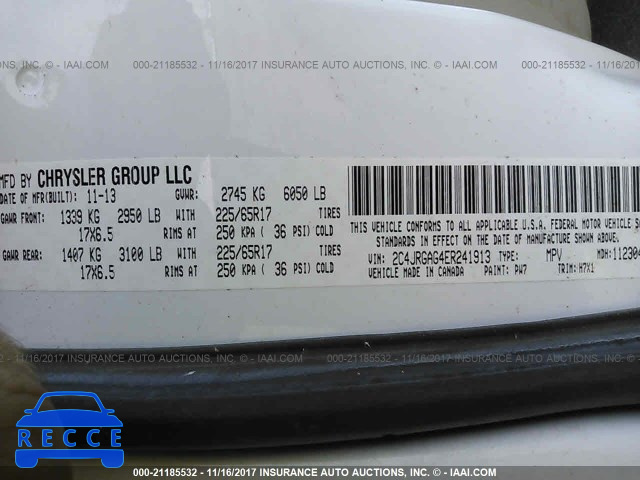 000-21185532 - 11/16/2017 INSURANCE AUTO AUCTIONS, INC. - © - IAAI.COM
MFD BY CHRYSLER GROUP LLC
DATE OF MFR(BUILT): 11-13 GVWR: 2745 KG 6050 LB
GAWR FRONT: 1339 KG 2950 LB WITH 225/65R17 TIRES
17X6.5 RIMS AT 250 KPA ( 36 PSI) COLD
GAWR REAR: 1407 KG 3100 LB WITH 225/65R17 TIRES
17X6.5 RIMS AT 250 KPA ( 36 PSI) COLD
THIS VEHICLE CONFORMS TO ALL APPLICABLE U.S.A. FEDERAL MOTOR VEHICLE
STANDARDS IN EFFECT ON THE DATE OF MANUFACTURE SHOWN
VIN: 2C4JRGAG4ER241913 TYPE: MPV MDH:112304
VEHICLE MADE IN CANADA PAINT: PW7 TRIM: H7X1
000-21185532 - 11/16/2017 INSURANCE AUTO AUCTIONS, INC. - © - IAAI.COM
RECCE
000-21185532 - 11/16/2017 INSURANCE AUTO AUCTIONS, INC. - © - IAAI.COM